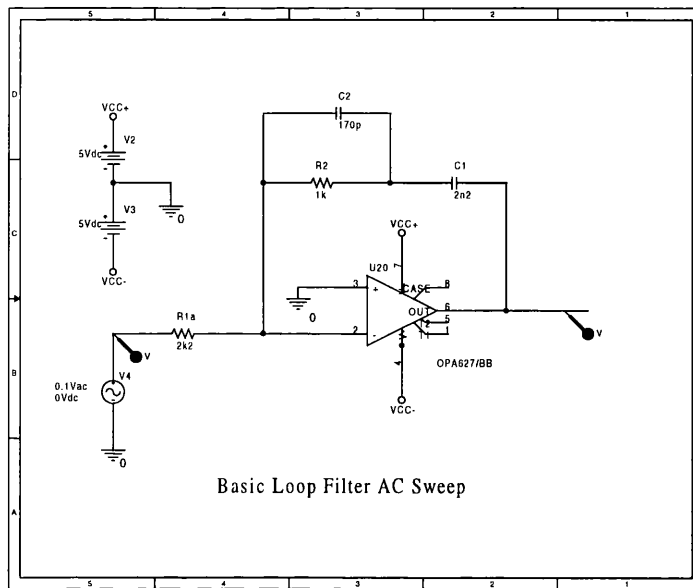 5 4 3 2 1
D
C
B
A
C2
170p
VCC+
V2
5Vdc
+
-
R2
1k
C1
2n2
0
V3
5Vdc
+
-
VCC+
VCC-
7
U20
CASE
8
3
+
0
OUT
6
5
1
R1a
2k2
2
-
V
V
4
OPA627/BB
V4
0.1Vac
0Vdc
+
-
VCC-
0
Basic Loop Filter AC Sweep
5 4 3 2 1